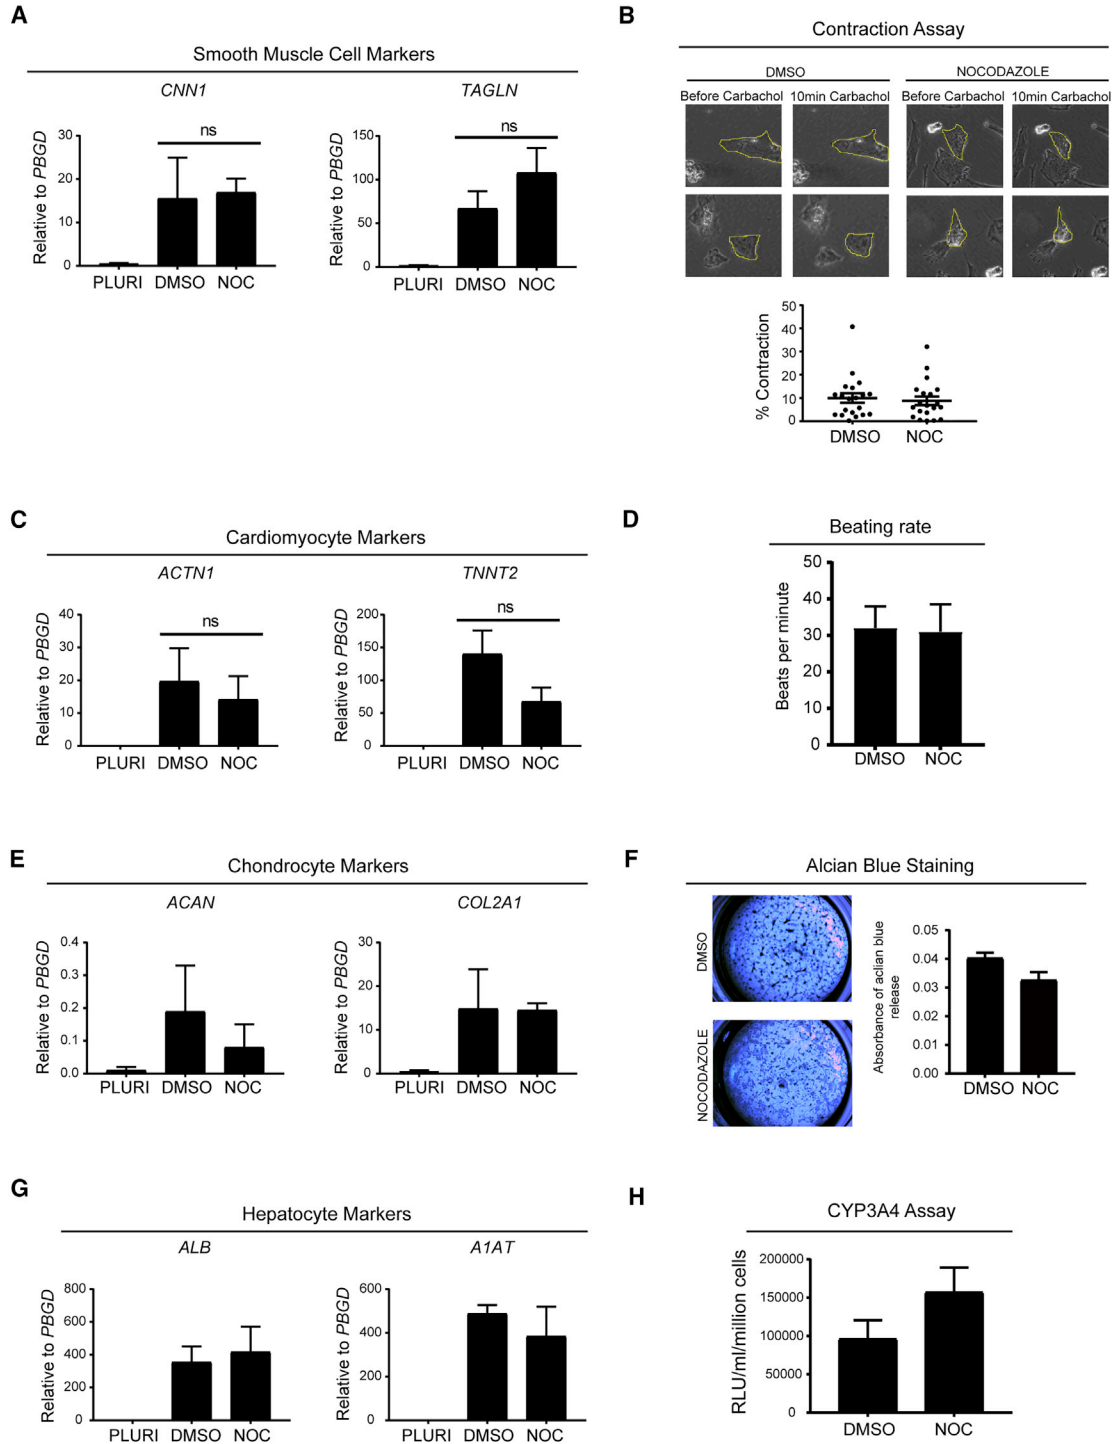 A
Smooth Muscle Cell Markers
CNN1
TAGLN
Relative to PBGD
30
20
10
0
ns
PLURI DMSO NOC
Relative to PBGD
150
100
50
0
ns
PLURI DMSO NOC
B
Contraction Assay
DMSO
NOCODAZOLE
Before Carbachol 10min Carbachol Before Carbachol 10min Carbachol
% Contraction
50
40
30
20
10
0
DMSO NOC
C
Cardiomyocyte Markers
ACTN1
TNNT2
Relative to PBGD
40
30
20
10
0
ns
PLURI DMSO NOC
Relative to PBGD
200
150
100
50
0
ns
PLURI DMSO NOC
D
Beating rate
Beats per minute
50
40
30
20
10
0
DMSO NOC
E
Chondrocyte Markers
ACAN
COL2A1
Relative to PBGD
0.4
0.3
0.2
0.1
0.0
PLURI DMSO NOC
Relative to PBGD
30
20
10
0
PLURI DMSO NOC
F
Alcian Blue Staining
DMSO
NOCODAZOLE
Absorbance of aclian blue
release
0.05
0.04
0.03
0.02
0.01
0.00
DMSO NOC
G
Hepatocyte Markers
ALB
A1AT
Relative to PBGD
800
600
400
200
0
PLURI DMSO NOC
Relative to PBGD
600
400
200
0
PLURI DMSO NOC
H
CYP3A4 Assay
RLU/ml/million cells
200000
150000
100000
50000
0
DMSO NOC